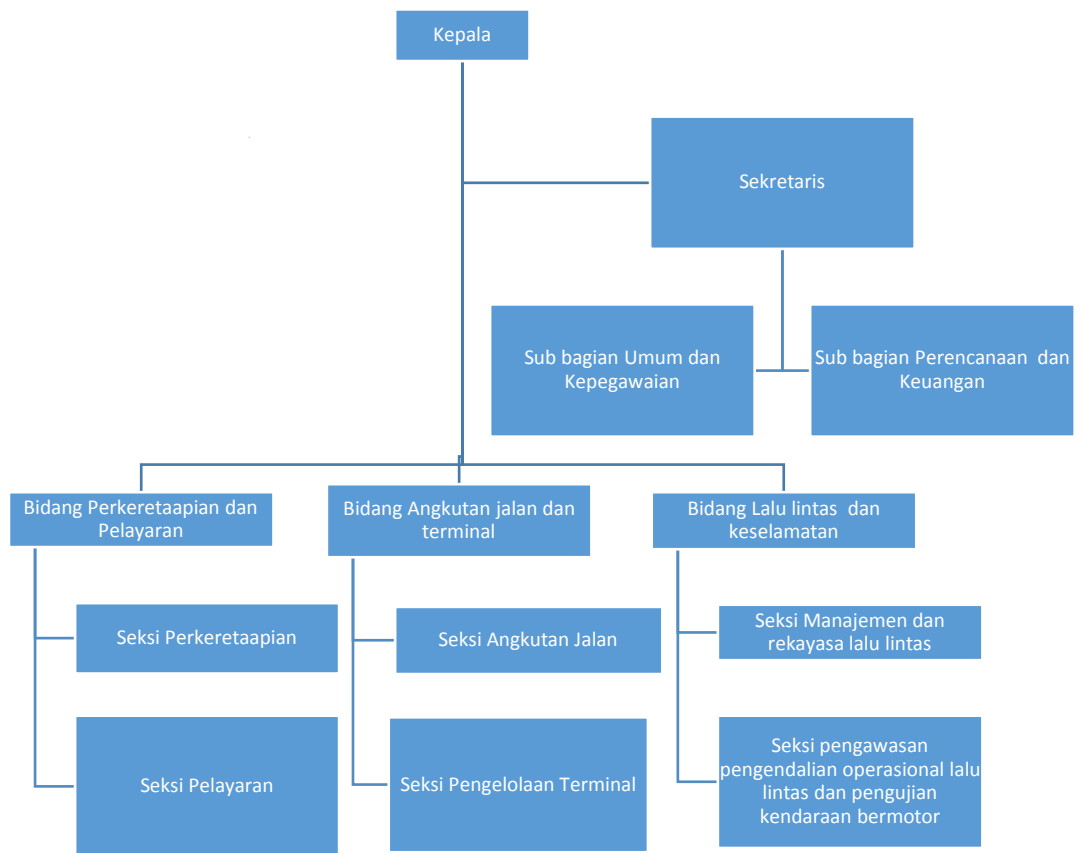 Kepala
Sekretaris
Sub bagian Umum dan
Kepegawaian
Sub bagian Perencanaan dan
Keuangan
Bidang Perkeretaapian dan
Pelayaran
Bidang Angkutan jalan dan
terminal
Bidang Lalu lintas dan
keselamatan
Seksi Perkeretaapian
Seksi Angkutan Jalan
Seksi Manajemen dan
rekayasa lalu lintas
Seksi Pelayaran
Seksi Pengelolaan Terminal
Seksi pengawasan
pengendalian operasional lalu
lintas dan pengujian
kendaraan bermotor